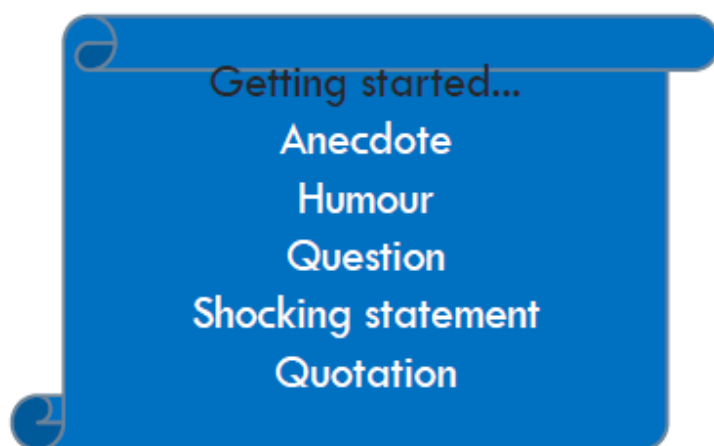 Getting started...
Anecdote
Humour
Question
Shocking statement
Quotation